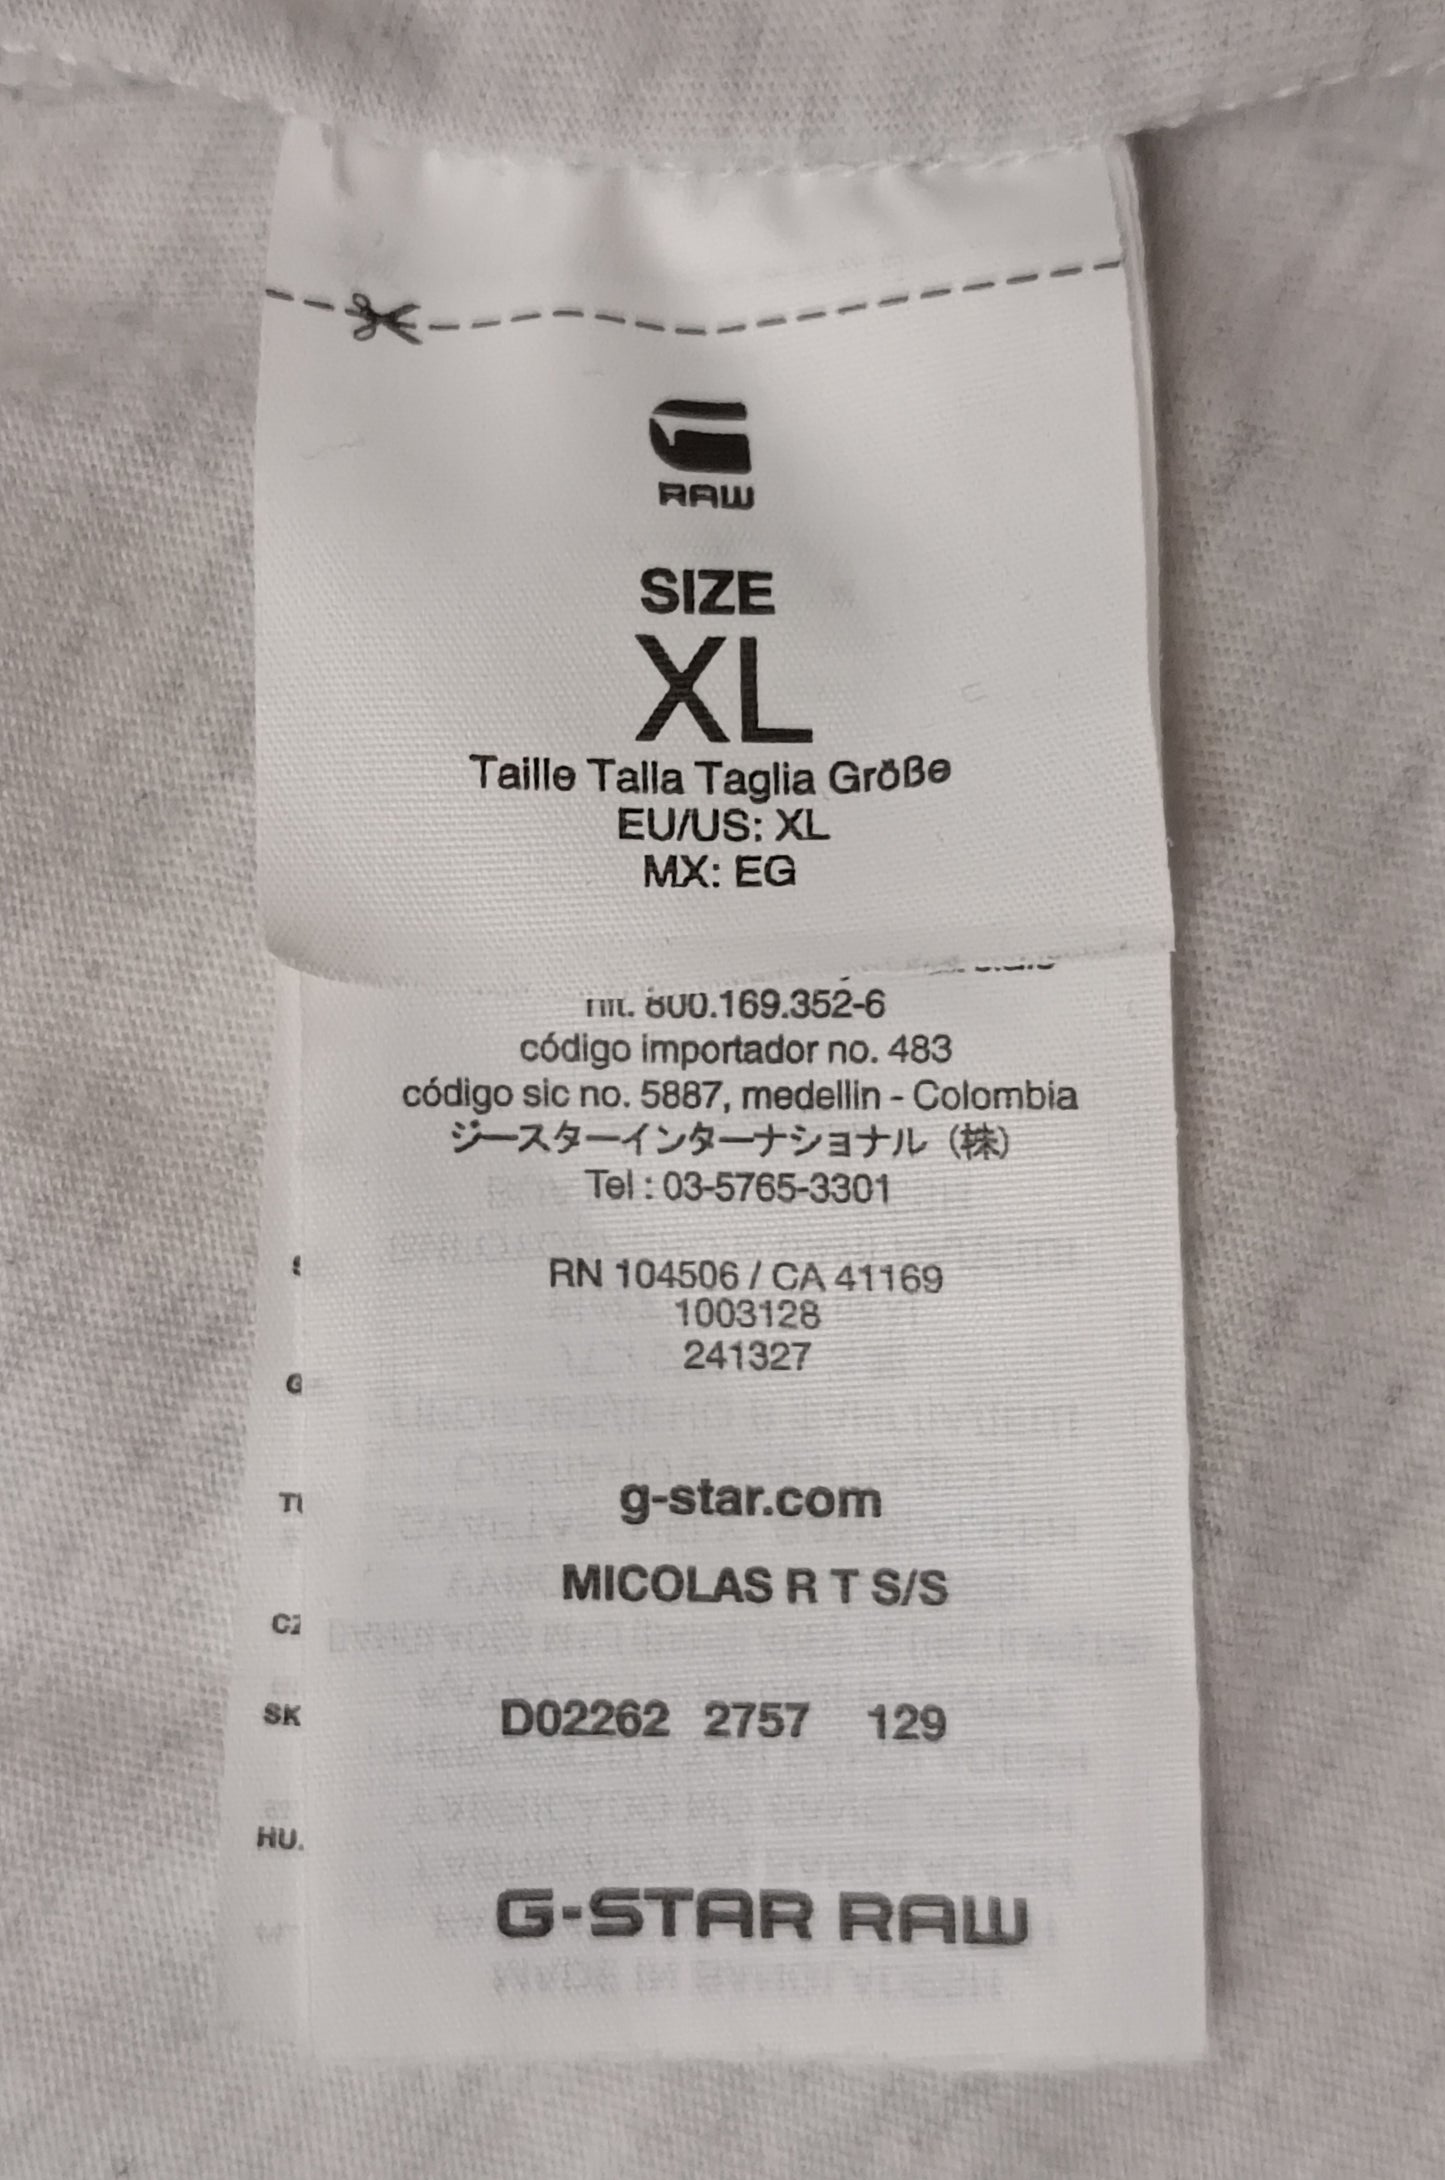 RAW
SIZE
XL
Taille Talla Taglia Größe
EU/US: XL
MX: EG
nit. 800.169.352-6
código importador no. 483
código sic no. 5887, medellin - Colombia
ジースターインターナショナル（株）
Tel : 03-5765-3301
RN 104506 / CA 41169
1003128
241327
g-star.com
MICOLAS R T S/S
D02262 2757 129
G-STAR RAW
CZ
SK
HU.